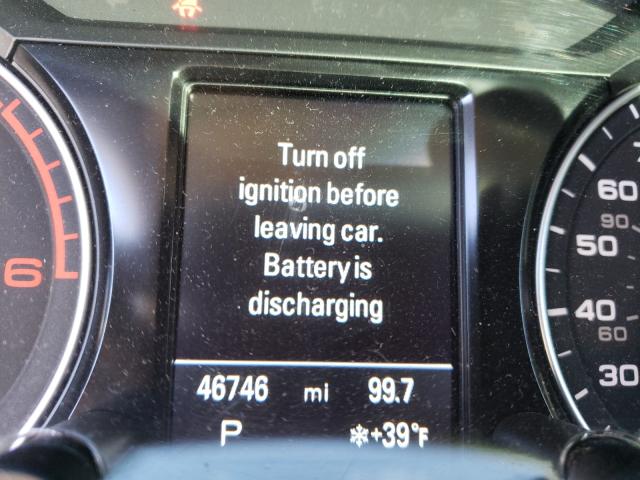 Turn off
ignition before
leaving car.
Battery is
discharging
46746 mi 99.7
P ❄+39°F
6
60
90
50
40
60
30